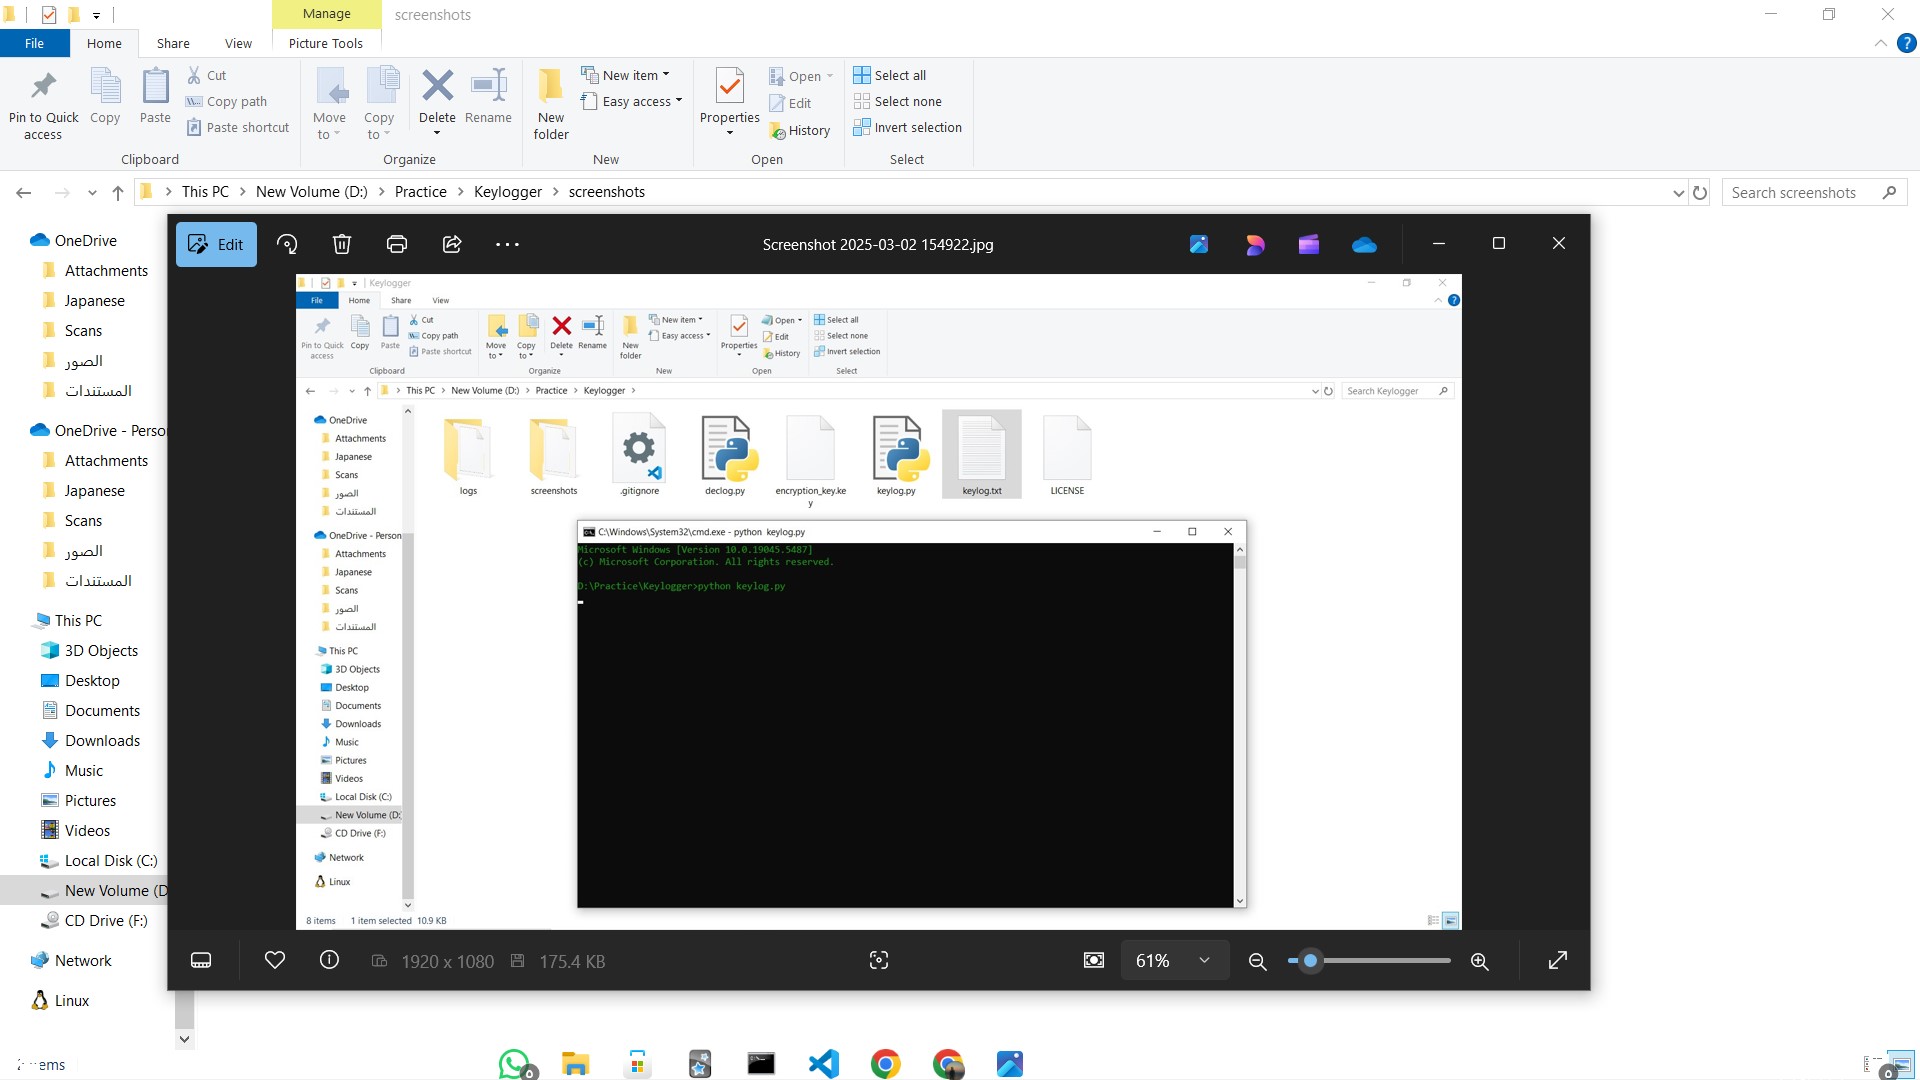 Manage
screenshots
File
Home
Share
View
Picture Tools
Pin to Quick access
Copy
Paste
Cut
Copy path
Paste shortcut
Clipboard
Move to
Copy to
Delete
Rename
Organize
New folder
New item
Easy access
New
Properties
Open
Edit
History
Open
Select all
Select none
Invert selection
Select
This PC > New Volume (D:) > Practice > Keylogger > screenshots
Search screenshots
OneDrive
Attachments
Japanese
Scans
الصور
المستندات
OneDrive - Perso
Attachments
Japanese
Scans
الصور
المستندات
This PC
3D Objects
Desktop
Documents
Downloads
Music
Pictures
Videos
Local Disk (C:)
New Volume (D
CD Drive (F:)
Network
Linux
Edit
Screenshot 2025-03-02 154922.jpg
Keylogger
File
Home
Share
View
Pin to Quick access
Copy
Paste
Cut
Copy path
Paste shortcut
Clipboard
Move to
Copy to
Delete
Rename
Organize
New folder
New item
Easy access
New
Properties
Open
Edit
History
Open
Select all
Select none
Invert selection
Select
This PC > New Volume (D:) > Practice > Keylogger >
Search Keylogger
OneDrive
Attachments
Japanese
Scans
الصور
المستندات
OneDrive - Person
Attachments
Japanese
Scans
الصور
المستندات
This PC
3D Objects
Desktop
Documents
Downloads
Music
Pictures
Videos
Local Disk (C:)
New Volume (D:
CD Drive (F:)
Network
Linux
logs
screenshots
.gitignore
declog.py
encryption_key.ke
y
keylog.py
keylog.txt
LICENSE
C:\Windows\System32\cmd.exe - python keylog.py
Microsoft Windows [Version 10.0.19045.5487]
(c) Microsoft Corporation. All rights reserved.
D:\Practice\Keylogger>python keylog.py
8 items 1 item selected 10.9 KB
1920 x 1080
175.4 KB
61%